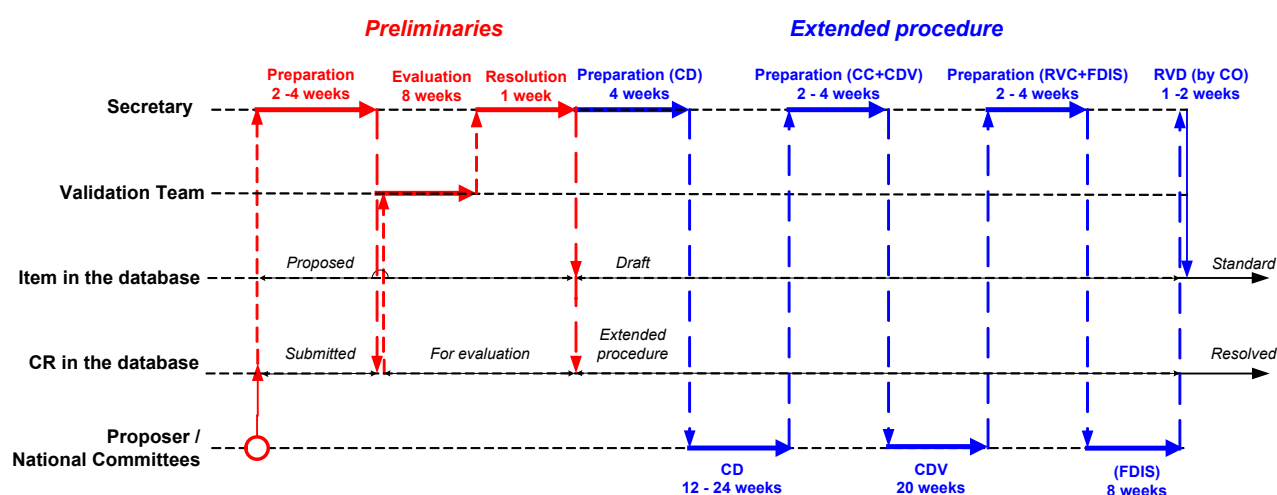 Preliminaries
Extended procedure
Preparation
2 -4 weeks
Evaluation
8 weeks
Resolution
1 week
Preparation (CD)
4 weeks
Preparation (CC+CDV)
2 - 4 weeks
Preparation (RVC+FDIS)
2 - 4 weeks
RVD (by CO)
1 -2 weeks
Secretary
Validation Team
Item in the database
Proposed
Draft
Standard
CR in the database
Submitted
For evaluation
Extended
procedure
Resolved
Proposer /
National Committees
CD
12 - 24 weeks
CDV
20 weeks
(FDIS)
8 weeks